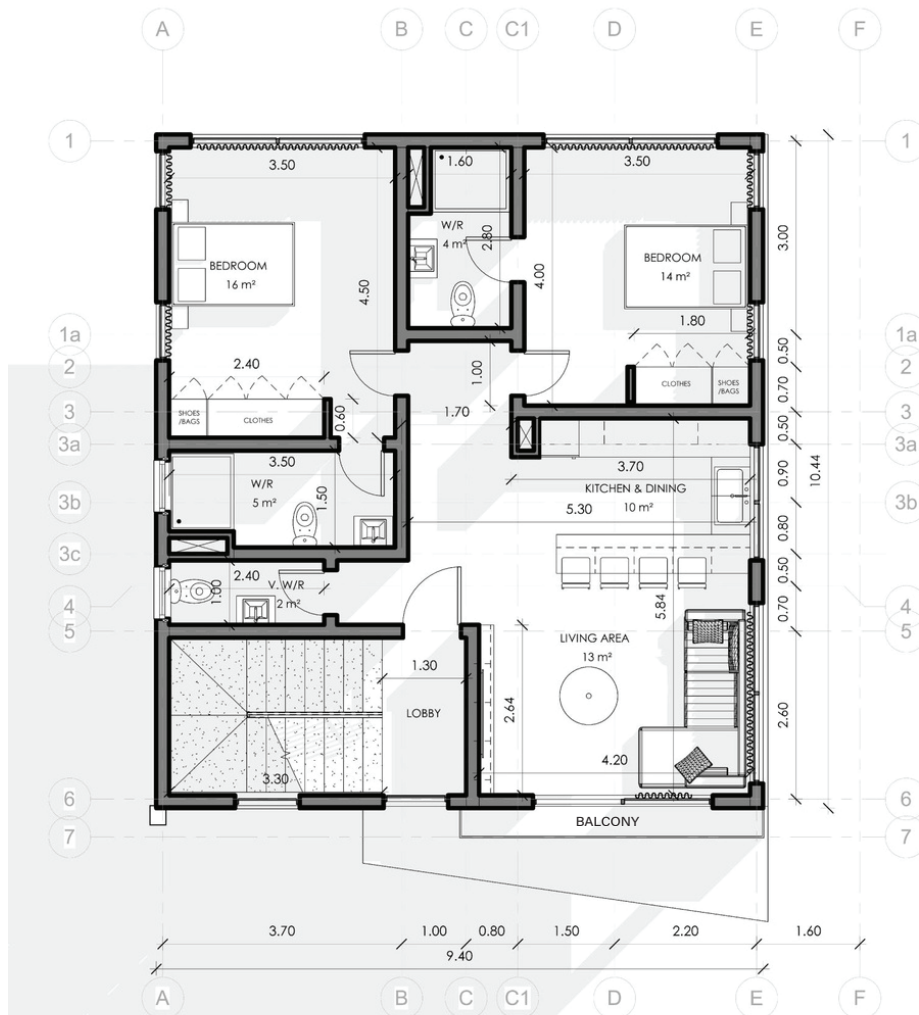 A B C C1 D E F
1 1
3.50 1.60 3.50
W/R
4 m²
2.80
3.00
BEDROOM
16 m²
BEDROOM
14 m²
4.50
4.00
1a 1a
1.80
0.50
2 2
2.40
1.00
0.70
SHOES
/BAGS
CLOTHES
CLOTHES
SHOES
/BAGS
3 3
0.60
1.70
0.50
3a 3a
3.50
3.70
10.44
W/R
5 m²
1.50
KITCHEN & DINING
10 m²
0.90
3b 3b
5.30
0.80
3c
2.40
V. W/R
2 m²
1.00
0.50
4 4
5.84
0.70
5 5
LIVING AREA
13 m²
1.30
LOBBY
2.64
2.60
3.30
4.20
6 6
BALCONY
7 7
3.70 1.00 0.80 1.50 2.20 1.60
9.40
A B C C1 D E F